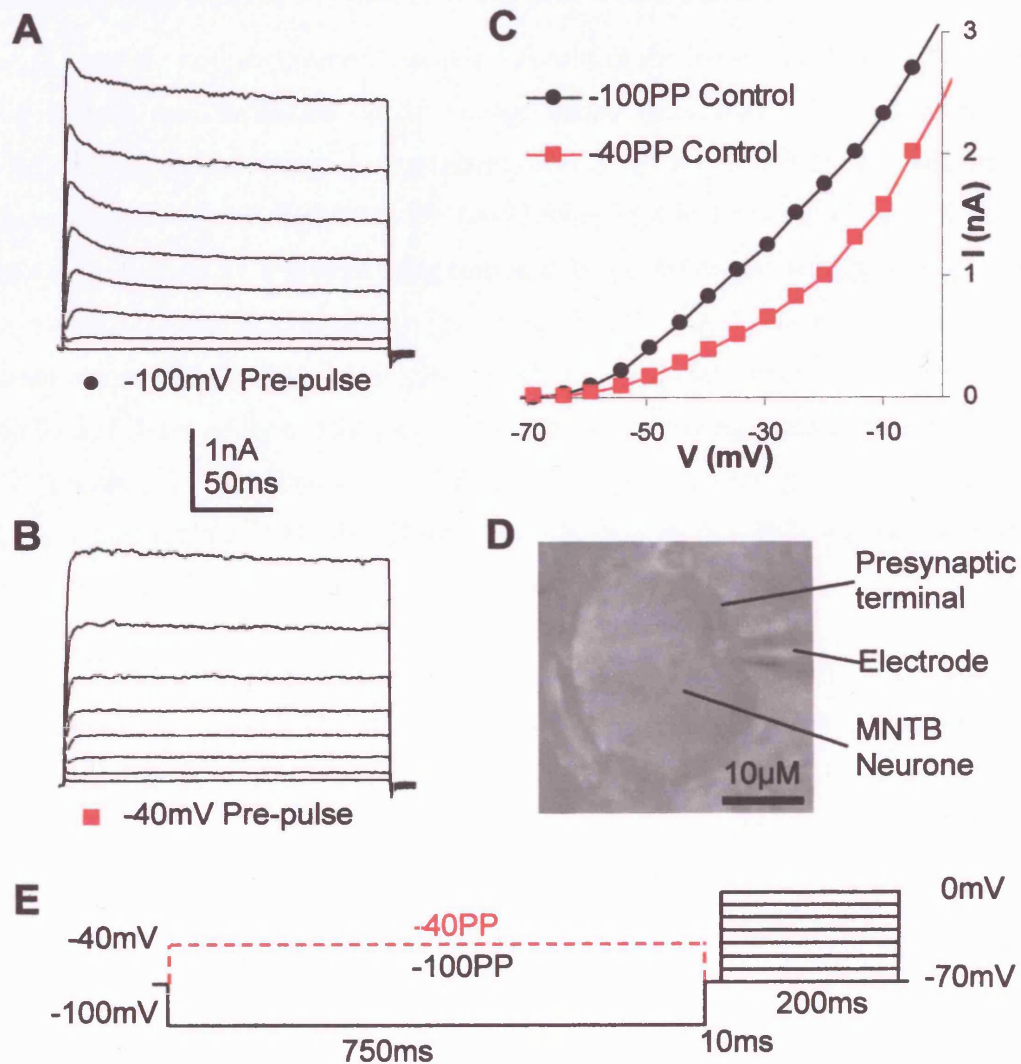 A
-100mV Pre-pulse
1nA
50ms
B
-40mV Pre-pulse
C
-100PP Control
-40PP Control
3
2
1
0
I (nA)
-70
-50
-30
-10
V (mV)
D
Presynaptic
terminal
Electrode
MNTB
Neurone
10µM
E
-40mV
-40PP
-100PP
-100mV
750ms
10ms
200ms
0mV
-70mV